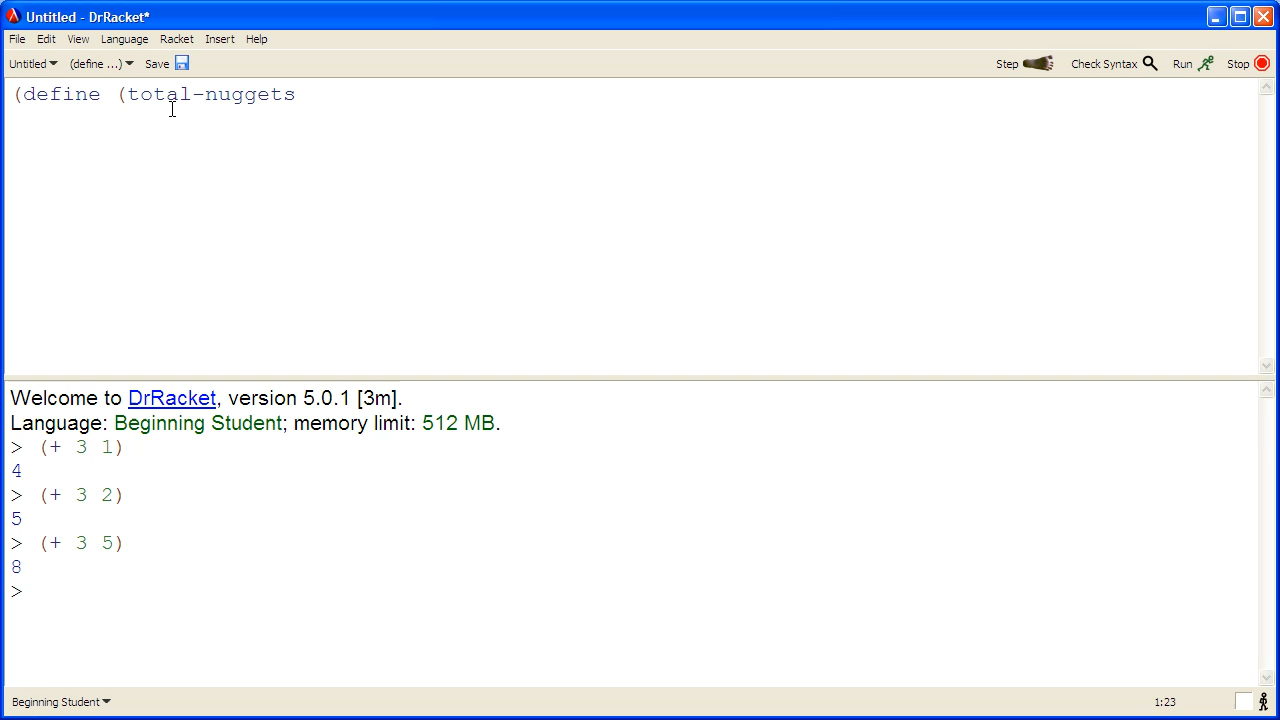 Untitled - DrRacket*
File Edit View Language Racket Insert Help
Untitled (define ...) Save Step Check Syntax Run Stop
(define (total-nuggets
Welcome to DrRacket, version 5.0.1 [3m].
Language: Beginning Student; memory limit: 512 MB.
> (+ 3 1)
4
> (+ 3 2)
5
> (+ 3 5)
8
>
Beginning Student 1:23